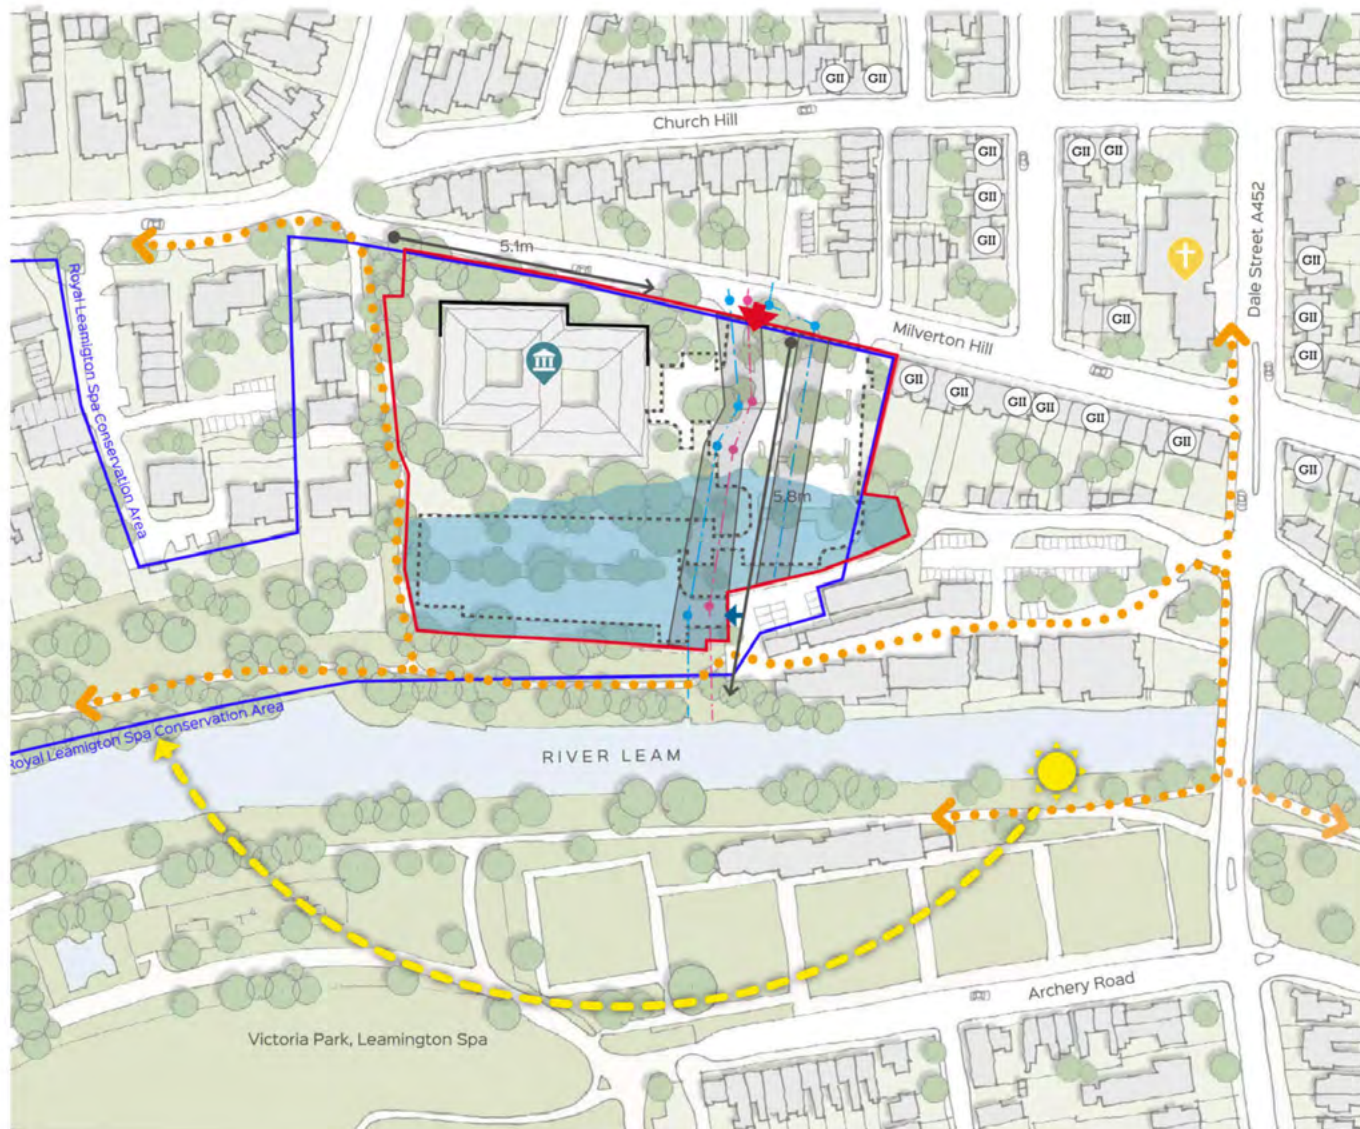 GII
GII
Church Hill
GII
GII
GII
GII
GII
Dale Street A452
GII
GII
GII
GII
5.1m
Milverton Hill
GII
GII
GII
GII
GII
GII
GII
Royal Leamigton Spa Conservation Area
5.8m
Royal Leamigton Spa Conservation Area
RIVER LEAM
Archery Road
Victoria Park, Leamington Spa